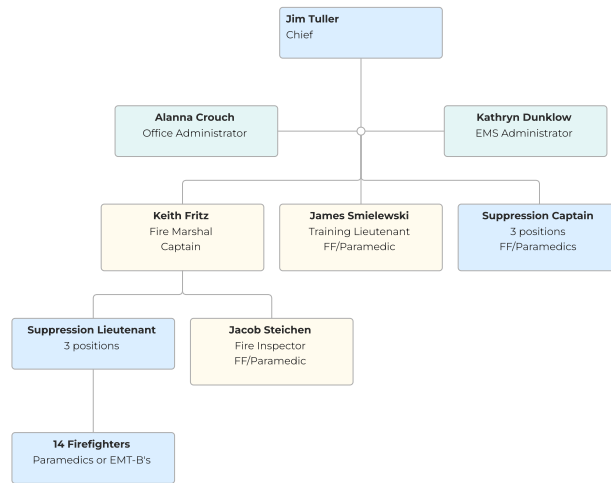 Jim Tuller
Chief
Alanna Crouch
Office Administrator
Kathryn Dunklow
EMS Administrator
Keith Fritz
Fire Marshal
Captain
James Smielewski
Training Lieutenant
FF/Paramedic
Suppression Captain
3 positions
FF/Paramedics
Suppression Lieutenant
3 positions
Jacob Steichen
Fire Inspector
FF/Paramedic
14 Firefighters
Paramedics or EMT-B's